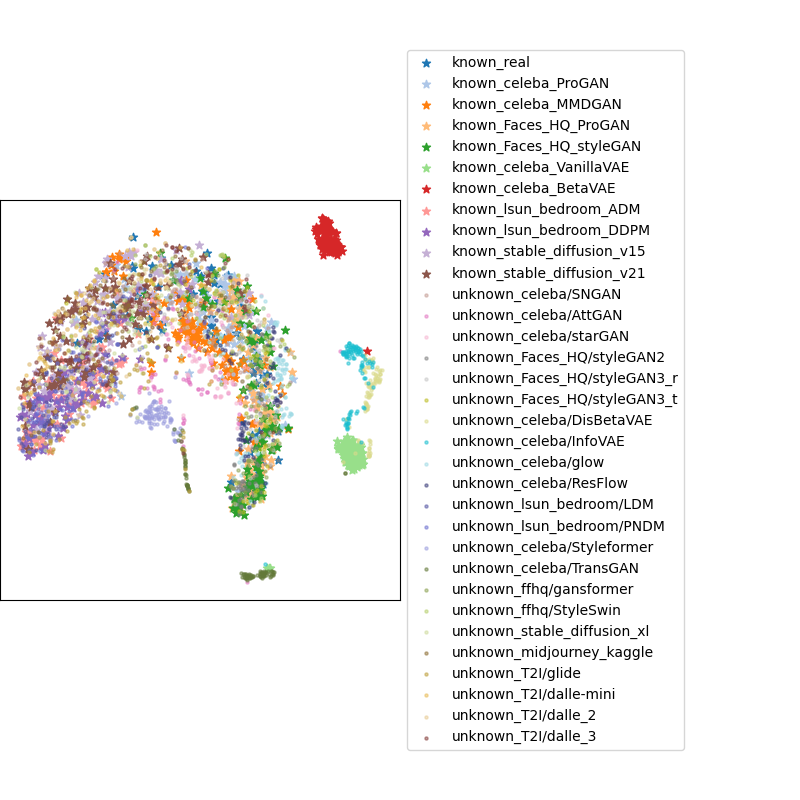 known_real
known_celeba_ProGAN
known_celeba_MMDGAN
known_Faces_HQ_ProGAN
known_Faces_HQ_styleGAN
known_celeba_VanillaVAE
known_celeba_BetaVAE
known_lsun_bedroom_ADM
known_lsun_bedroom_DDPM
known_stable_diffusion_v15
known_stable_diffusion_v21
unknown_celeba/SNGAN
unknown_celeba/AttGAN
unknown_celeba/starGAN
unknown_Faces_HQ/styleGAN2
unknown_Faces_HQ/styleGAN3_r
unknown_Faces_HQ/styleGAN3_t
unknown_celeba/DisBetaVAE
unknown_celeba/InfoVAE
unknown_celeba/glow
unknown_celeba/ResFlow
unknown_lsun_bedroom/LDM
unknown_lsun_bedroom/PNDM
unknown_celeba/Styleformer
unknown_celeba/TransGAN
unknown_ffhq/gansformer
unknown_ffhq/StyleSwin
unknown_stable_diffusion_xl
unknown_midjourney_kaggle
unknown_T2I/glide
unknown_T2I/dalle-mini
unknown_T2I/dalle_2
unknown_T2I/dalle_3